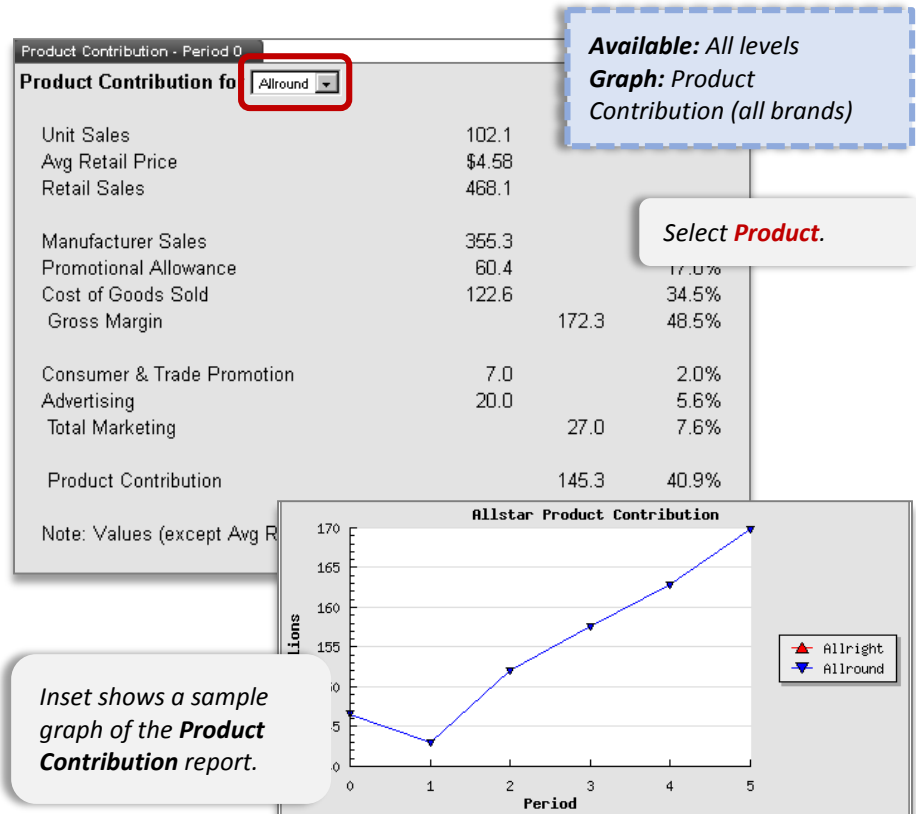 Product Contribution - Period 0
Product Contribution fo Allround
Available: All levels
Graph: Product
Contribution (all brands)
Unit Sales 102.1
Avg Retail Price $4.58
Retail Sales 468.1
Select Product.
Manufacturer Sales 355.3
Promotional Allowance 60.4 17.0%
Cost of Goods Sold 122.6 34.5%
Gross Margin 172.3 48.5%
Consumer & Trade Promotion 7.0 2.0%
Advertising 20.0 5.6%
Total Marketing 27.0 7.6%
Product Contribution 145.3 40.9%
Note: Values (except Avg R
Allstar Product Contribution
170
165
160
155
Allright
Allround
Inset shows a sample
graph of the Product
Contribution report.
0 1 2 3 4 5
Period